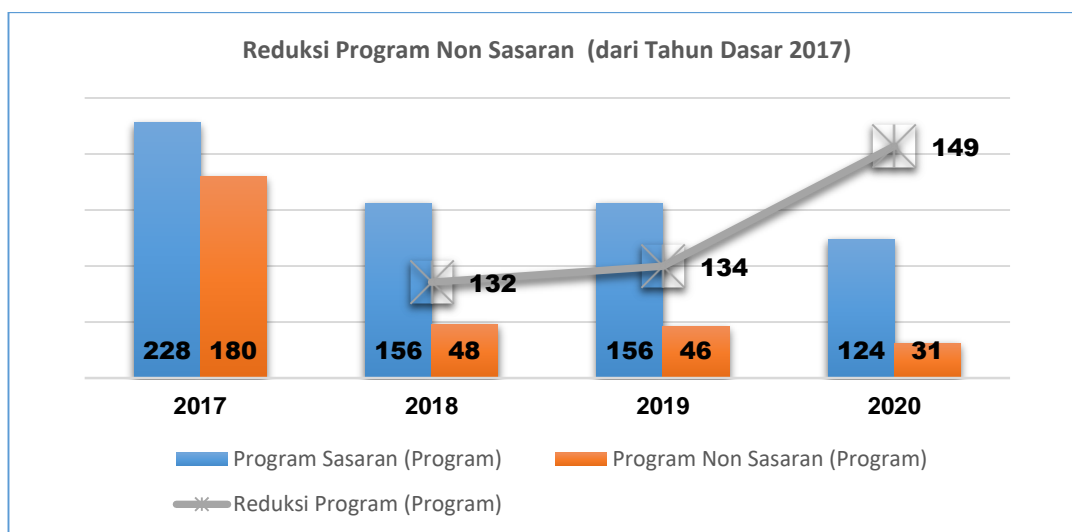 Reduksi Program Non Sasaran (dari Tahun Dasar 2017)
149
132
134
228 180 156 48 156 46 124 31
2017 2018 2019 2020
Program Sasaran (Program) Program Non Sasaran (Program)
Reduksi Program (Program)